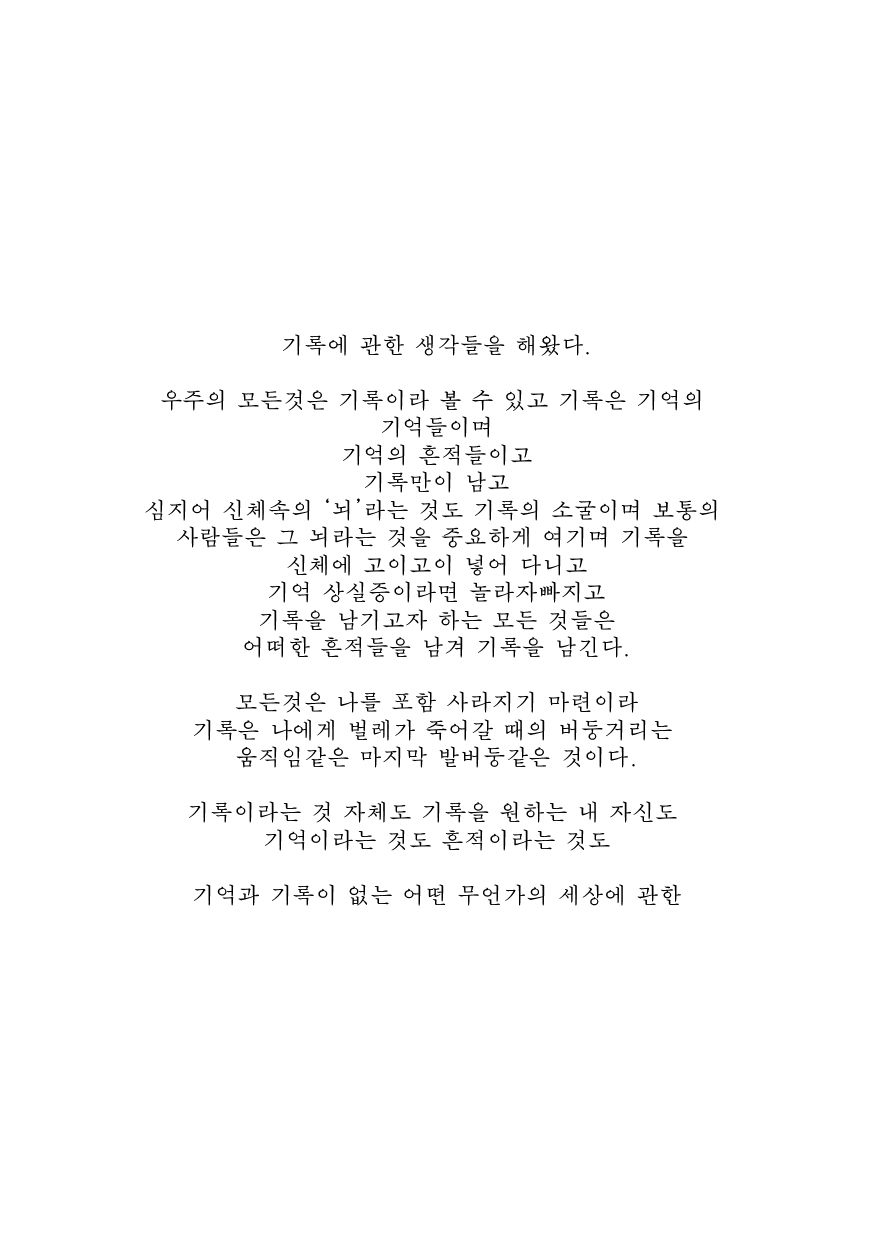 기록에 관한 생각들을 해왔다.
우주의 모든것은 기록이라 볼 수 있고 기록은 기억의
기억들이며
기억의 흔적들이고
기록만이 남고
심지어 신체속의 ‘뇌’라는 것도 기록의 소굴이며 보통의
사람들은 그 뇌라는 것을 중요하게 여기며 기록을
신체에 고이고이 넣어 다니고
기억 상실증이라면 놀라자빠지고
기록을 남기고자 하는 모든 것들은
어떠한 흔적들을 남겨 기록을 남긴다.
모든것은 나를 포함 사라지기 마련이라
기록은 나에게 벌레가 죽어갈 때의 버둥거리는
움직임같은 마지막 발버둥같은 것이다.
기록이라는 것 자체도 기록을 원하는 내 자신도
기억이라는 것도 흔적이라는 것도
기억과 기록이 없는 어떤 무언가의 세상에 관한